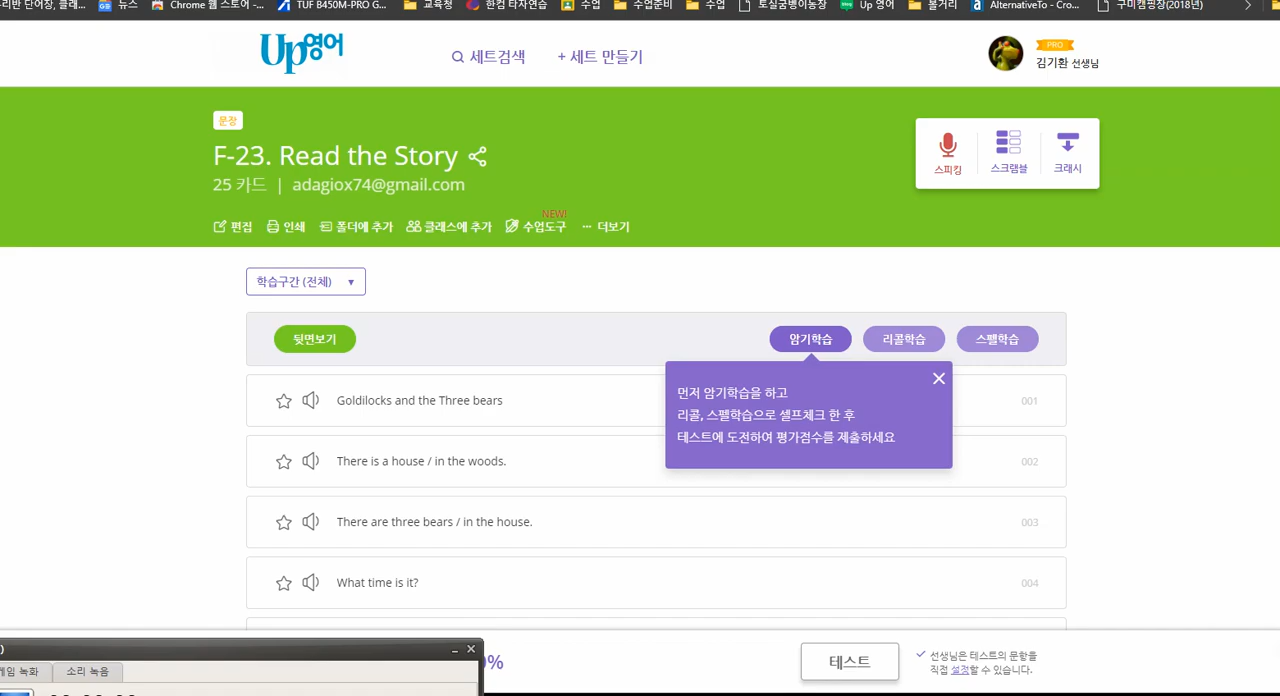 리반 단어장, 클래... 뉴스 Chrome 웹 스토어 -... TUF B450M-PRO G... 교육청 한컴 타자연습 수업 수업준비 수업 토실굼벵이농장 Up 영어 볼거리 AlternativeTo - Cro... 구미캠핑장(2018년)
Up영어
세트검색 + 세트 만들기
PRO
김기환 선생님
문장
F-23. Read the Story
25 카드 | adagiox74@gmail.com
스피킹 스크램블 크래시
NEW!
편집 인쇄 폴더에 추가 클래스에 추가 수업도구 ··· 더보기
학습구간 (전체) ▼
뒷면보기 암기학습 리콜학습 스펠학습
먼저 암기학습을 하고
리콜, 스펠학습으로 셀프체크 한 후
테스트에 도전하여 평가점수를 제출하세요
Goldilocks and the Three bears 001
There is a house / in the woods. 002
There are three bears / in the house. 003
What time is it? 004
%
테스트
선생님은 테스트의 문항을
직접 설정할 수 있습니다.
게임 녹화 소리 녹음